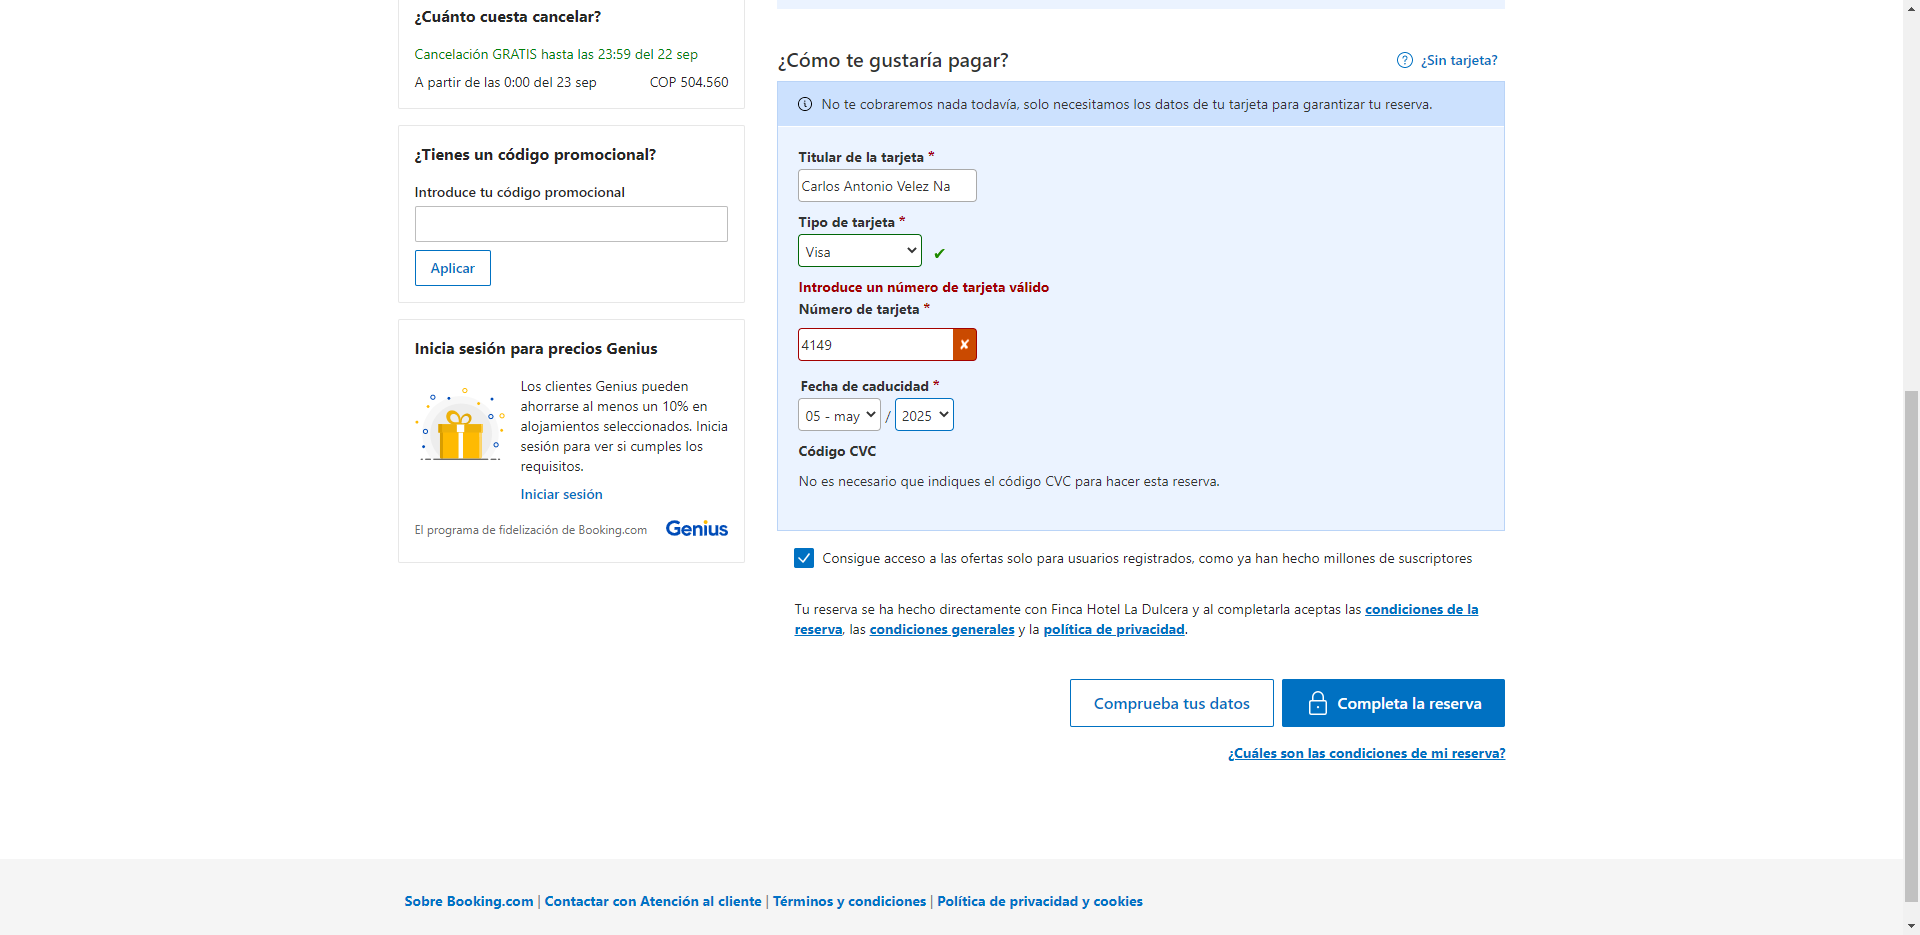 ¿Cuánto cuesta cancelar?
Cancelación GRATIS hasta las 23:59 del 22 sep
A partir de las 0:00 del 23 sep COP 504.560
¿Tienes un código promocional?
Introduce tu código promocional
Aplicar
Inicia sesión para precios Genius
Los clientes Genius pueden
ahorrarse al menos un 10% en
alojamientos seleccionados. Inicia
sesión para ver si cumples los
requisitos.
Iniciar sesión
El programa de fidelización de Booking.com Genius
¿Cómo te gustaría pagar?
¿Sin tarjeta?
No te cobraremos nada todavía, solo necesitamos los datos de tu tarjeta para garantizar tu reserva.
Titular de la tarjeta *
Carlos Antonio Velez Na
Tipo de tarjeta *
Visa
Introduce un número de tarjeta válido
Número de tarjeta *
4149
Fecha de caducidad *
05 - may / 2025
Código CVC
No es necesario que indiques el código CVC para hacer esta reserva.
Consigue acceso a las ofertas solo para usuarios registrados, como ya han hecho millones de suscriptores
Tu reserva se ha hecho directamente con Finca Hotel La Dulcera y al completarla aceptas las condiciones de la
reserva, las condiciones generales y la política de privacidad.
Comprueba tus datos
Completa la reserva
¿Cuáles son las condiciones de mi reserva?
Sobre Booking.com | Contactar con Atención al cliente | Términos y condiciones | Política de privacidad y cookies